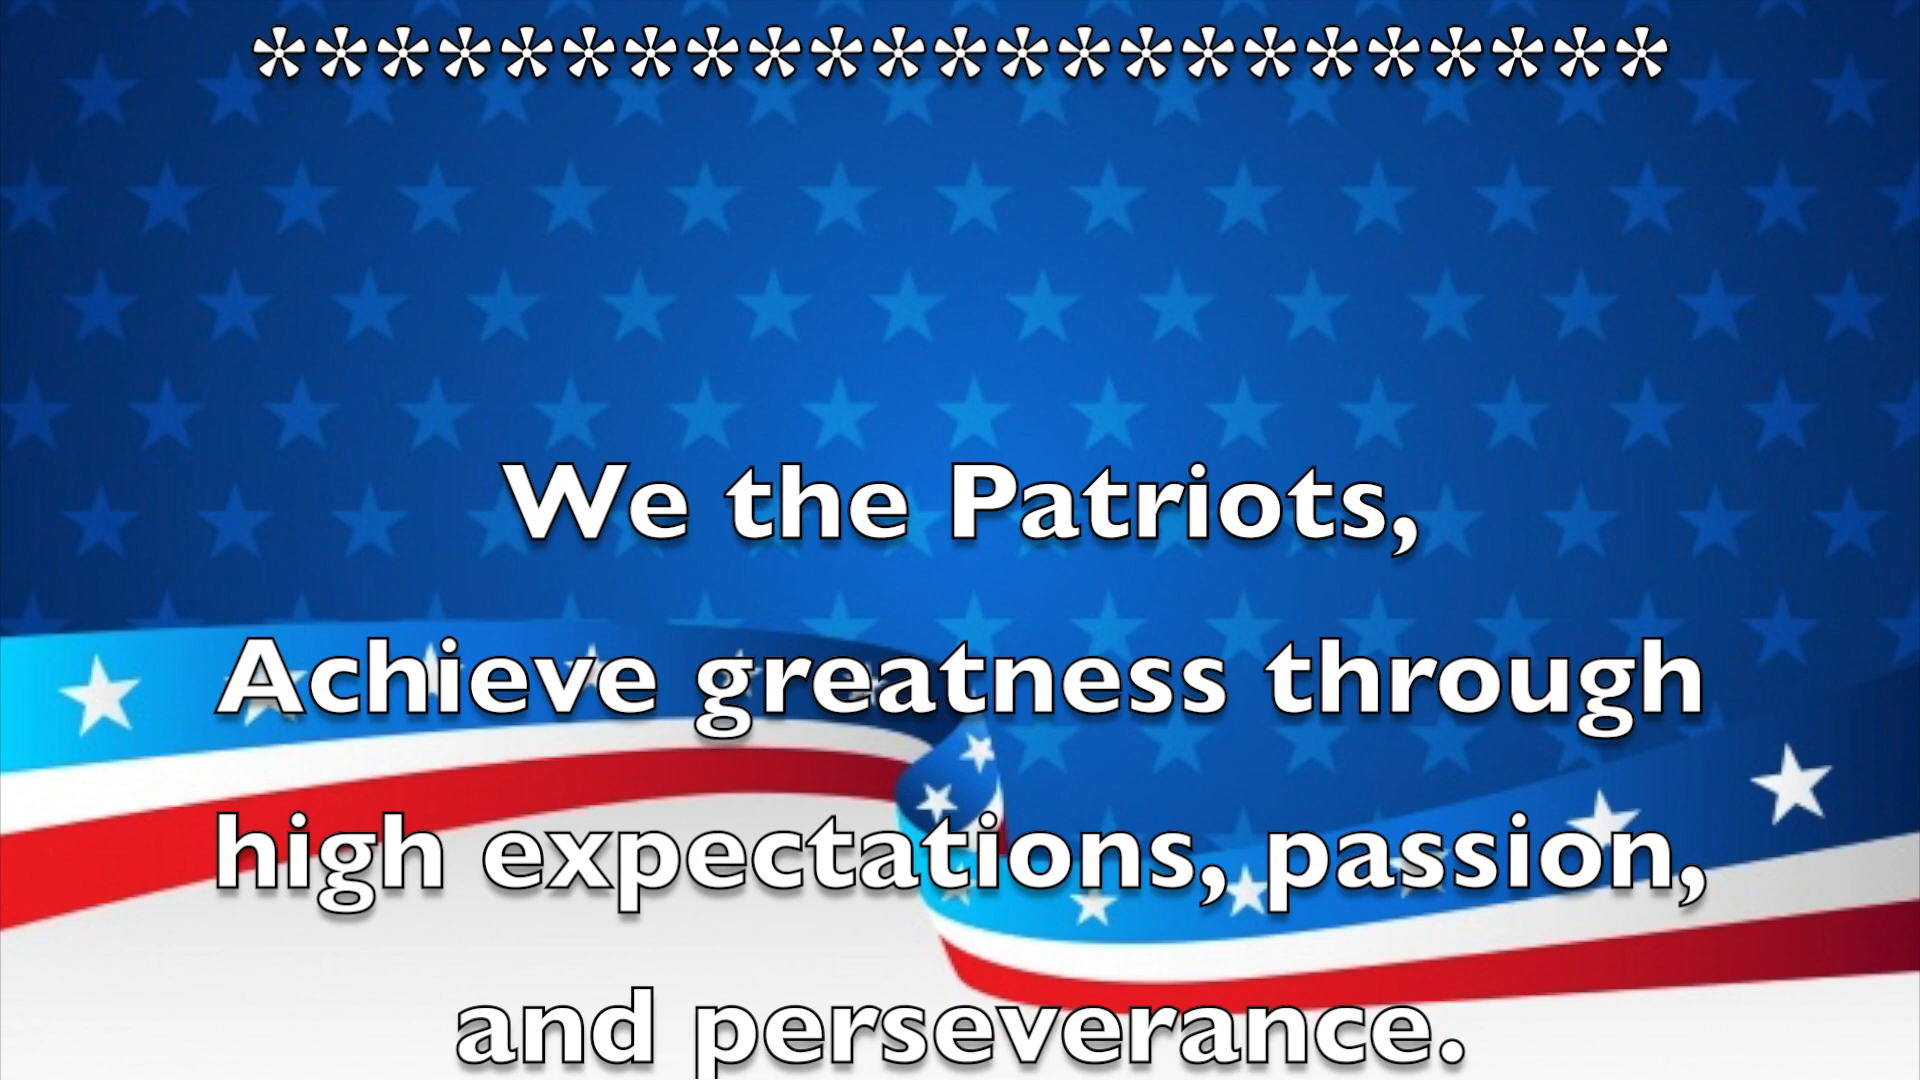 ***********************
We the Patriots,
Achieve greatness through
high expectations, passion,
and perseverance.